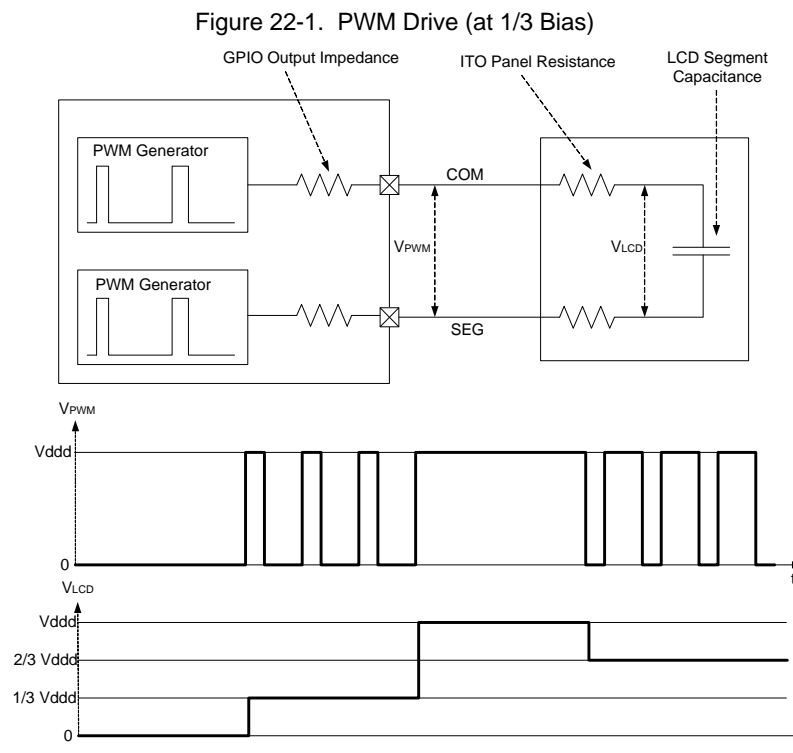 Figure 22-1. PWM Drive (at 1/3 Bias)
GPIO Output Impedance
ITO Panel Resistance
LCD Segment
Capacitance
PWM Generator
COM
VPWM
VLCD
PWM Generator
SEG
VPWM
Vddd
0
t
VLCD
Vddd
2/3 Vddd
1/3 Vddd
0